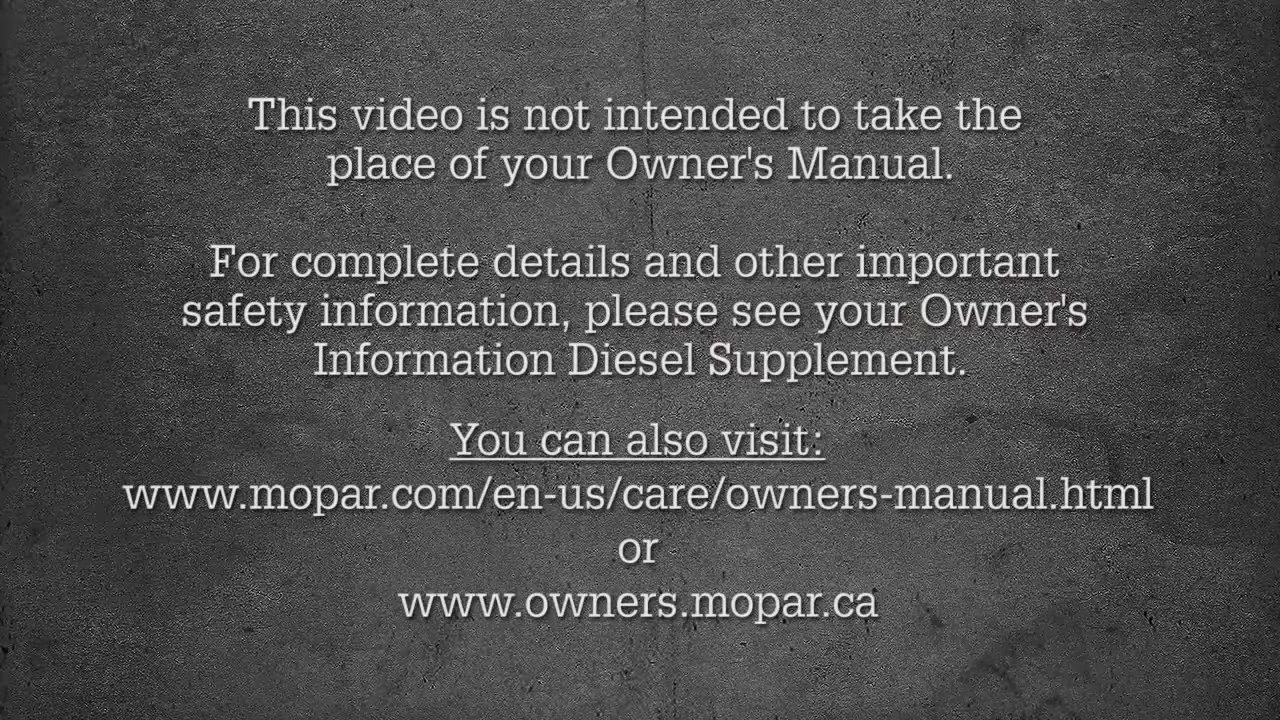 This video is not intended to take the
place of your Owner's Manual.
For complete details and other important
safety information, please see your Owner's
Information Diesel Supplement.
You can also visit:
www.mopar.com/en-us/care/owners-manual.html
or
www.owners.mopar.ca